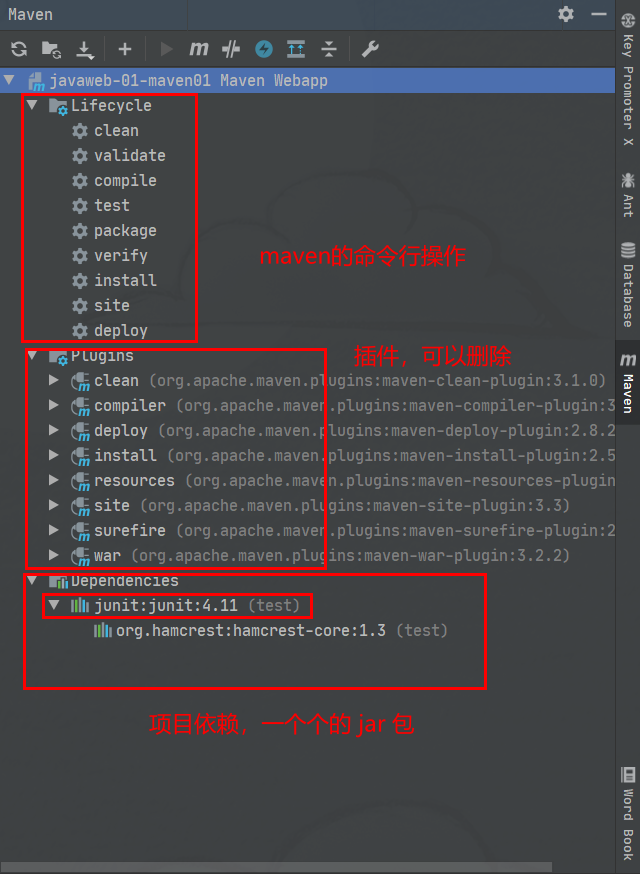 Maven
javaweb-01-maven01 Maven Webapp
Lifecycle
clean
validate
compile
test
package
verify
install
site
deploy
maven的命令行操作
Plugins
插件，可以删除
clean (org.apache.maven.plugins:maven-clean-plugin:3.1.0)
compiler (org.apache.maven.plugins:maven-compiler-plugin:3
deploy (org.apache.maven.plugins:maven-deploy-plugin:2.8.2
install (org.apache.maven.plugins:maven-install-plugin:2.5
resources (org.apache.maven.plugins:maven-resources-plugin
site (org.apache.maven.plugins:maven-site-plugin:3.3)
surefire (org.apache.maven.plugins:maven-surefire-plugin:2
war (org.apache.maven.plugins:maven-war-plugin:3.2.2)
Dependencies
junit:junit:4.11 (test)
org.hamcrest:hamcrest-core:1.3 (test)
项目依赖，一个个的 jar 包
Key Promoter X
Ant
Database
Maven
Word Book